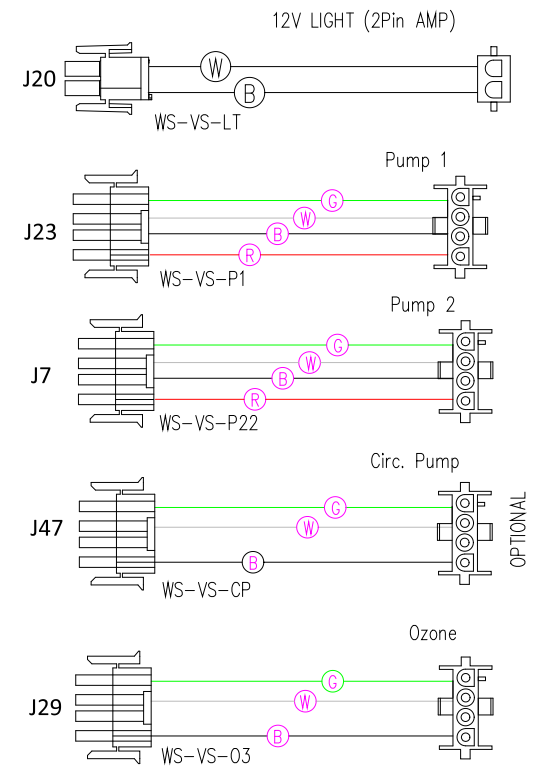 12V LIGHT (2Pin AMP)
J20
W
B
WS-VS-LT
Pump 1
J23
G
W
B
R
WS-VS-P1
Pump 2
J7
G
W
B
R
WS-VS-P22
Circ. Pump
J47
G
W
B
OPTIONAL
WS-VS-CP
Ozone
J29
G
W
B
WS-VS-03